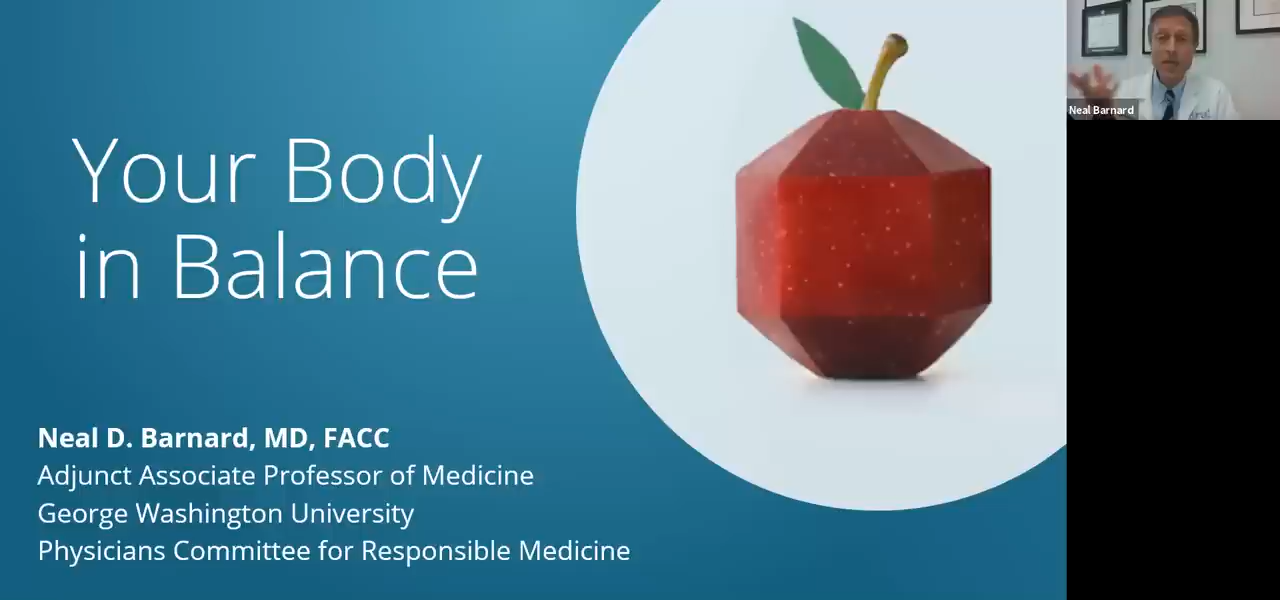 Your Body
in Balance
Neal D. Barnard, MD, FACC
Adjunct Associate Professor of Medicine
George Washington University
Physicians Committee for Responsible Medicine
Neal Barnard